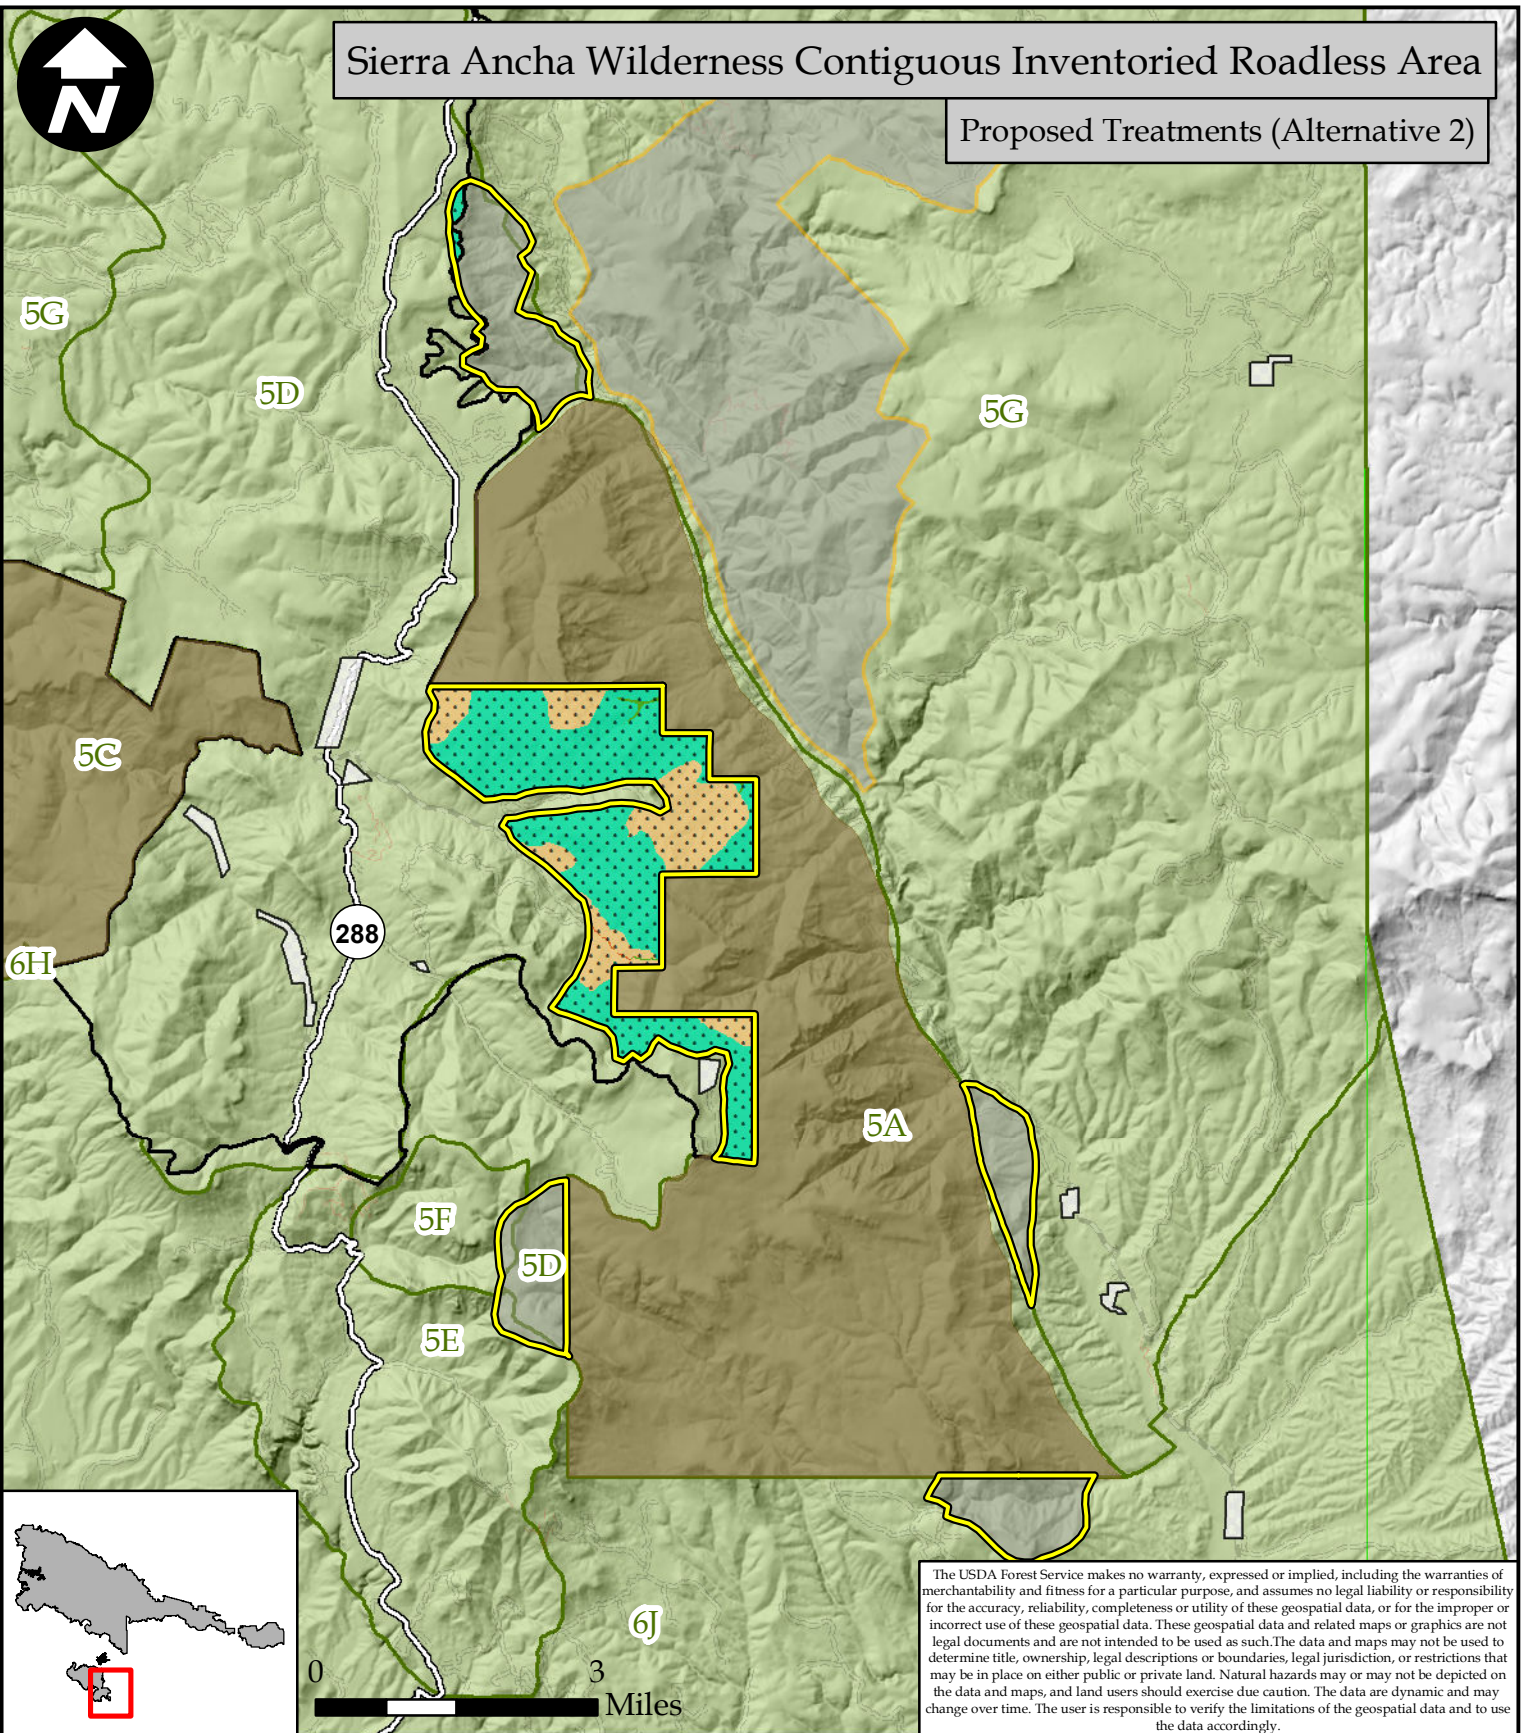 N
Sierra Ancha Wilderness Contiguous Inventoried Roadless Area
Proposed Treatments (Alternative 2)
5G
5D
5G
5C
288
6H
5A
5F
5D
5E
6J
0 3
Miles
The USDA Forest Service makes no warranty, expressed or implied, including the warranties of
merchantability and fitness for a particular purpose, and assumes no legal liability or responsibility
for the accuracy, reliability, completeness or utility of these geospatial data, or for the improper or
incorrect use of these geospatial data. These geospatial data and related maps or graphics are not
legal documents and are not intended to be used as such.The data and maps may not be used to
determine title, ownership, legal descriptions or boundaries, legal jurisdiction, or restrictions that
may be in place on either public or private land. Natural hazards may or may not be depicted on
the data and maps, and land users should exercise due caution. The data are dynamic and may
change over time. The user is responsible to verify the limitations of the geospatial data and to use
the data accordingly.